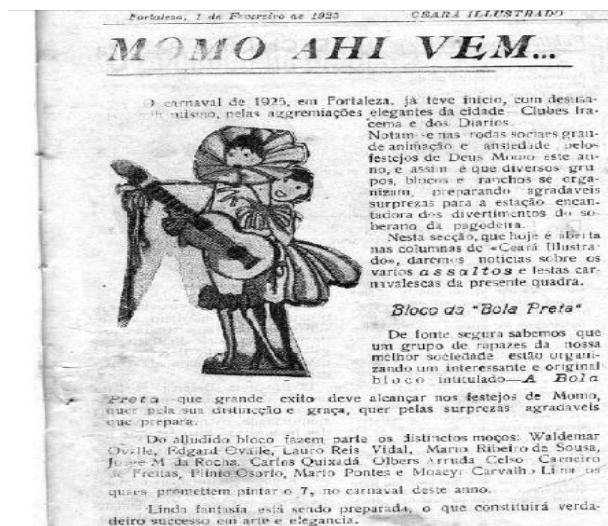 Fortaleza, 1 de Fevereiro de 1925 CEARÁ ILLUSTRADO
MOMO AHI VEM...
O carnaval de 1925, em Fortaleza, já teve inicio, com desusa-
pelas aggremiações elegantes da cidade Clubes Ira-
cema e dos Diarios.
Notam-se nas rodas sociaes gran-
de animação e ansiedade pelos
festejos de Deus Momo este an-
no, e assim é que diversos gru
pos, blocos e ranchos se orga-
nizam, preparando agradaveis
surprezas para a estação encan-
tadora dos divertimentos do so-
berano da pagodeira.
Nesta secção, que hoje é aberta
nas columnas de «Ceará Illustra-
do», daremos noticias sobre os
varios assaltos e festas car-
navalescas da presente quadra.
Bloco da "Bola Preta"
De fonte segura sabemos que
um grupo de rapazes da nossa
melhor sociedade estão organi-
zando um interessante e original
bloco intitulado—A Bola
Preta que grande exito deve alcançar nos festejos de Momo,
quer pela sua distincção e graça, quer pelas surprezas agradaveis
que prepara.
Do alludido bloco fazem parte os distinctos moços: Waldemar
Ovalle, Edgard Ovalle, Lauro Reis Vidal, Mario Ribeiro de Sousa,
M da Rocha, Carlos Quixadá, Olbers Arruda Celso Carneiro
de Freitas, Plinio Osorio, Mario Pontes e Moacyr Carvalho Lima os
quaes promettem pintar o 7, no carnaval deste anno.
Linda fantasia está sendo preparada, o que constituirá verda-
deiro successo em arte e elegancia.